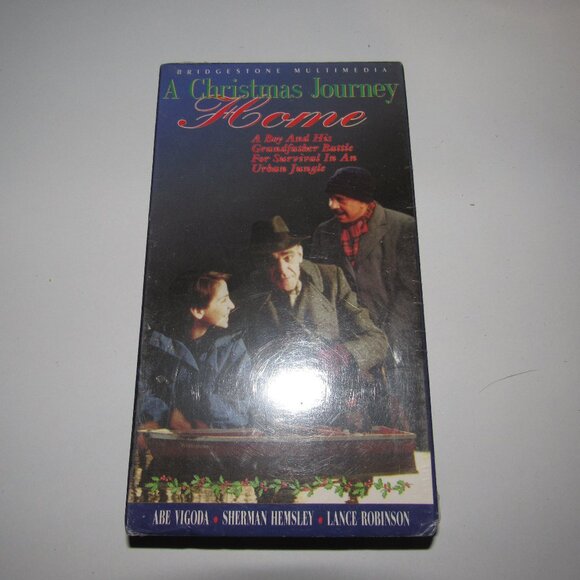 BRIDGESTONE MULTIMEDIA
A Christmas Journey
Home
A Boy And His
Grandfather Battle
For Survival In An
Urban Jungle
ABE VIGODA • SHERMAN HEMSLEY • LANCE ROBINSON